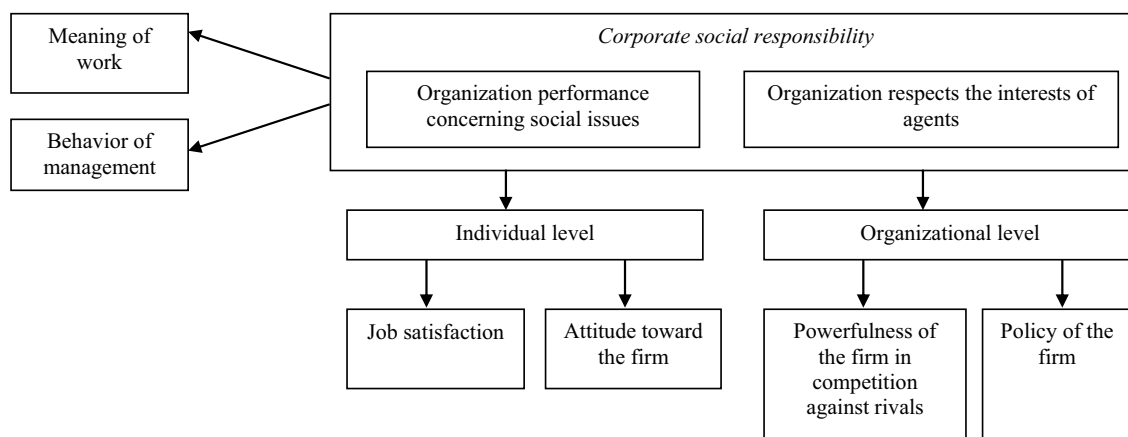 Meaning of
work
Behavior of
management
Corporate social responsibility
Organization performance
concerning social issues
Organization respects the interests of
agents
Individual level
Organizational level
Job satisfaction
Attitude toward
the firm
Powerfulness of
the firm in
competition
against rivals
Policy of the
firm